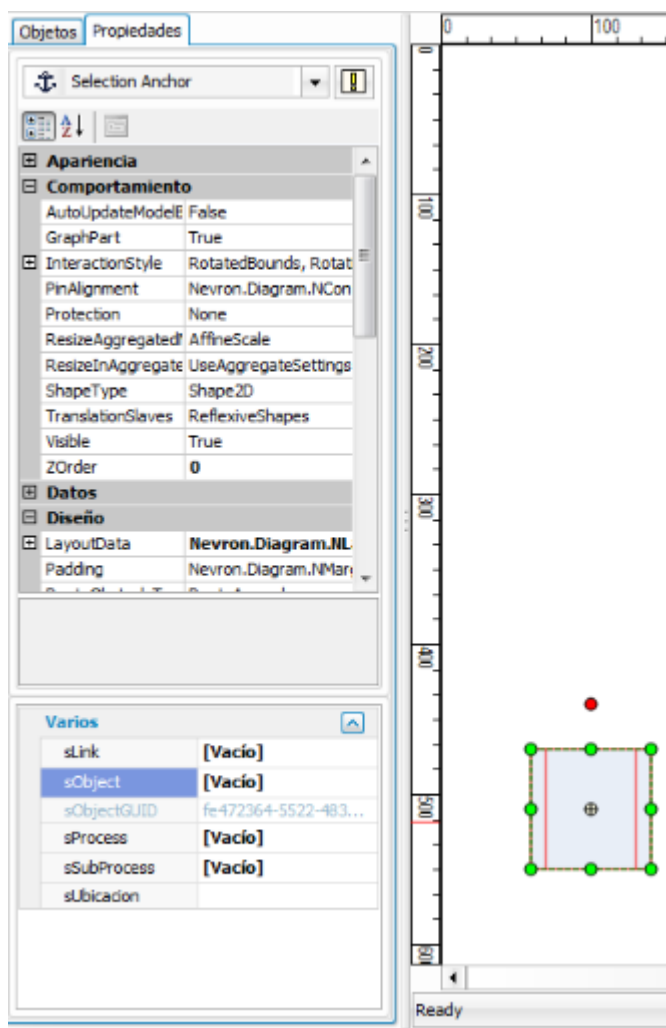 Objetos Propiedades
Selection Anchor
Apariencia
Comportamiento
AutoUpdateModelE False
GraphPart True
InteractionStyle RotatedBounds, Rotat
PinAlignment Nevron.Diagram.NCon
Protection None
ResizeAggregated AffineScale
ResizeInAggregate UseAggregateSettings
ShapeType Shape2D
TranslationSlaves ReflexiveShapes
Visible True
ZOrder 0
Datos
Diseño
LayoutData Nevron.Diagram.NL
Padding Nevron.Diagram.NMar
Varios
sLink [Vacío]
sObject [Vacío]
sObjectGUID fe472364-5522-483...
sProcess [Vacío]
sSubProcess [Vacío]
sUbicacion
0 100
0
100
200
300
400
500
600
Ready